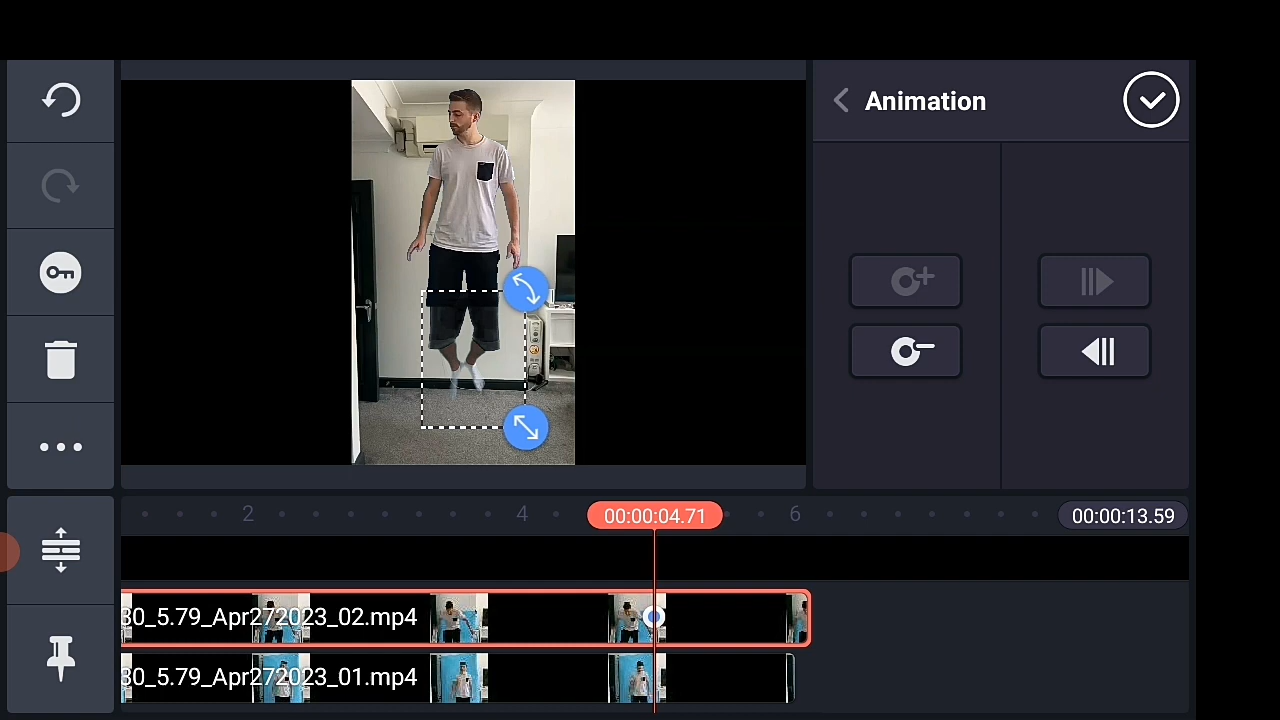 Animation
2
4
00:00:04.71
6
00:00:13.59
30_5.79_Apr272023_02.mp4
30_5.79_Apr272023_01.mp4